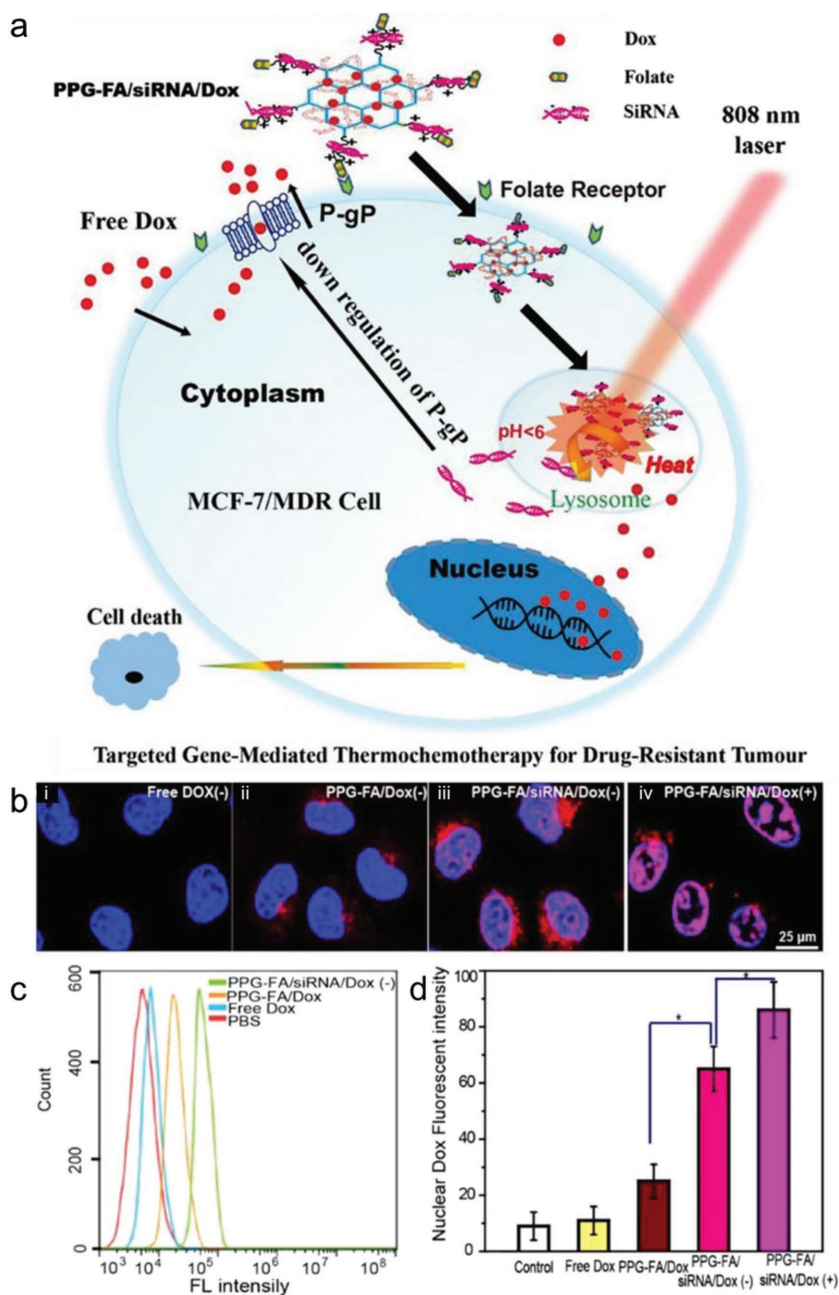 a
PPG-FA/siRNA/Dox
Dox
Folate
SiRNA
808 nm
laser
Folate Receptor
P-gP
Free Dox
down regulation of P-gP
Cytoplasm
pH<6
Heat
Lysosome
MCF-7/MDR Cell
Nucleus
Cell death
Targeted Gene-Mediated Thermochemotherapy for Drug-Resistant Tumour
b
i
Free DOX(-)
ii
PPG-FA/Dox(-)
iii
PPG-FA/siRNA/Dox(-)
iv
PPG-FA/siRNA/Dox(+)
25 µm
c
600
400
200
0
Count
PPG-FA/siRNA/Dox (-)
PPG-FA/Dox
Free Dox
PBS
10³ 10⁴ 10⁵ 10⁶ 10⁷ 10⁸
FL intensily
d
100
80
60
40
20
0
Nuclear Dox Fluorescent intensity
*
*
Control
Free Dox
PPG-FA/Dox
PPG-FA/
siRNA/Dox (-)
PPG-FA/
siRNA/Dox (+)